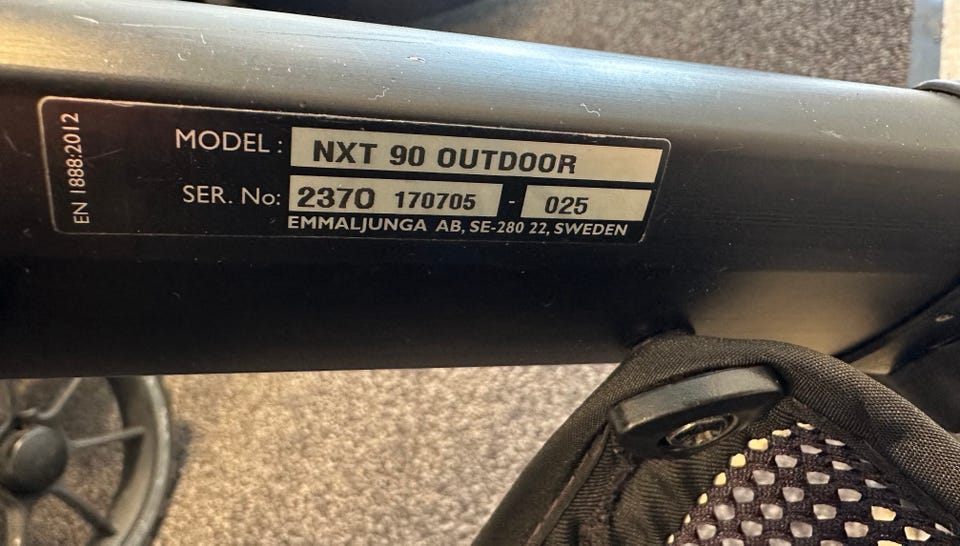 EN 1888:2012
MODEL : NXT 90 OUTDOOR
SER. No: 2370 170705 - 025
EMMALJUNGA AB, SE-280 22, SWEDEN